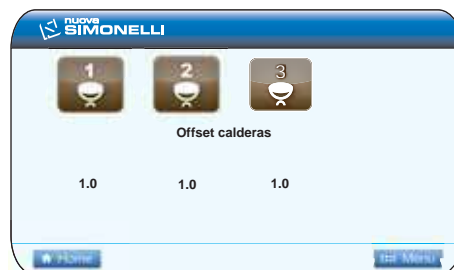 nuova
SIMONELLI
1 2 3
Offset calderas
1.0 1.0 1.0
Home Menu